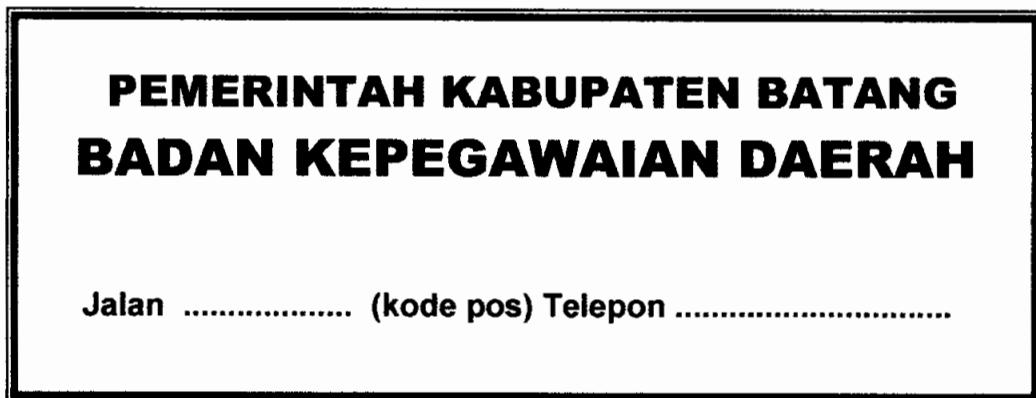 PEMERINTAH KABUPATEN BATANG
BADAN KEPEGAWAIAN DAERAH
Jalan ................... (kode pos) Telepon ...............................